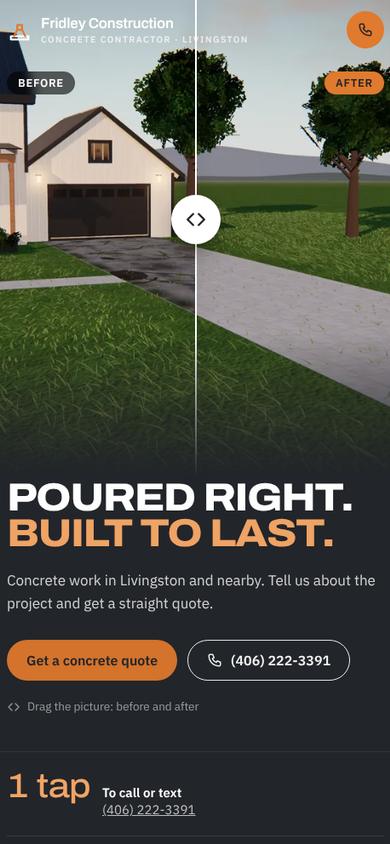 Fridley Construction
CONCRETE CONTRACTOR · LIVINGSTON
BEFORE
AFTER
POURED RIGHT.
BUILT TO LAST.
Concrete work in Livingston and nearby. Tell us about the
project and get a straight quote.
Get a concrete quote
(406) 222-3391
Drag the picture: before and after
1 tap
To call or text
(406) 222-3391